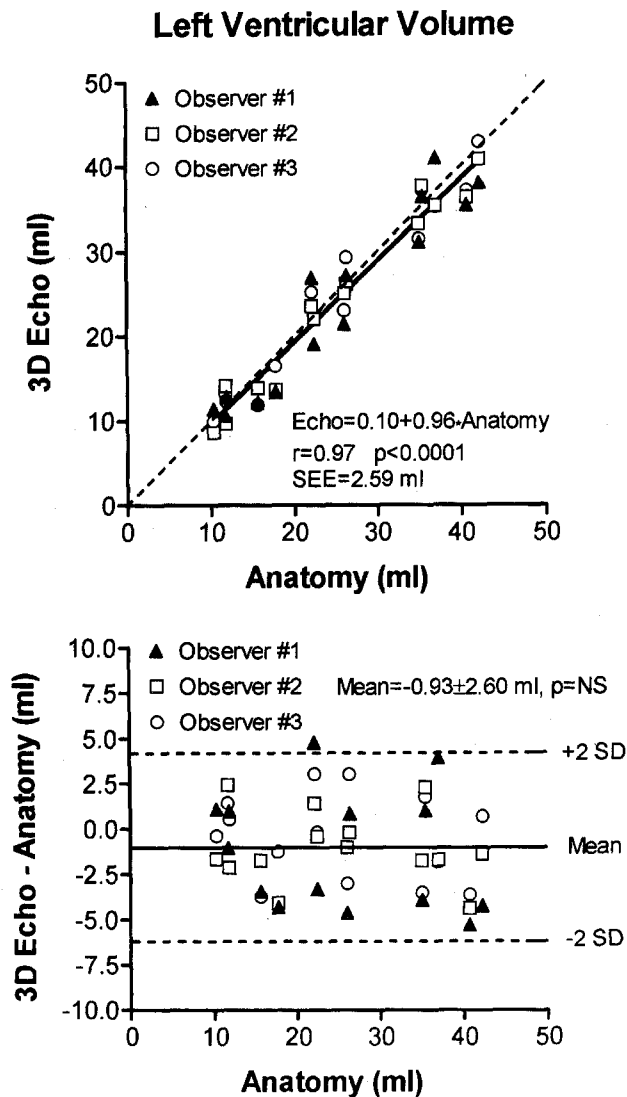 Left Ventricular Volume
50
40
30
20
10
0
3D Echo (ml)
▲ Observer #1
□ Observer #2
○ Observer #3
Echo=0.10+0.96*Anatomy
r=0.97 p<0.0001
SEE=2.59 ml
0 10 20 30 40 50
Anatomy (ml)
10.0
7.5
5.0
2.5
0.0
-2.5
-5.0
-7.5
-10.0
3D Echo - Anatomy (ml)
▲ Observer #1
□ Observer #2
○ Observer #3
Mean=-0.93±2.60 ml, p=NS
+2 SD
Mean
-2 SD
0 10 20 30 40 50
Anatomy (ml)